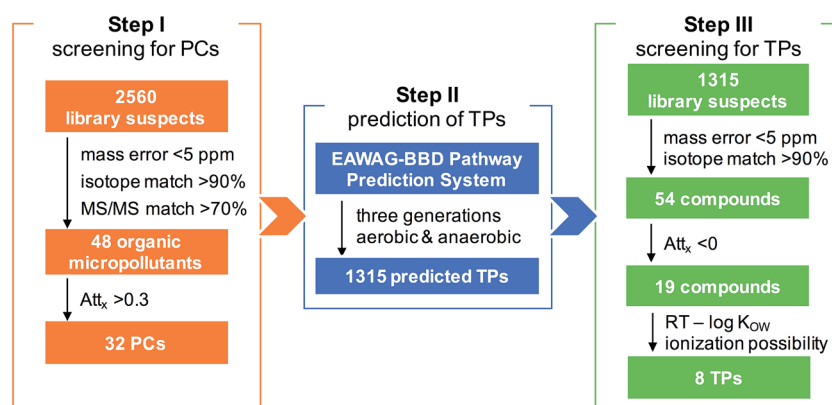 Step I
screening for PCs
2560
library suspects
mass error <5 ppm
isotope match >90%
MS/MS match >70%
48 organic
micropollutants
Attₓ >0.3
32 PCs
Step II
prediction of TPs
EAWAG-BBD Pathway
Prediction System
three generations
aerobic & anaerobic
1315 predicted TPs
Step III
screening for TPs
1315
library suspects
mass error <5 ppm
isotope match >90%
54 compounds
Attₓ <0
19 compounds
RT – log K_OW
ionization possibility
8 TPs